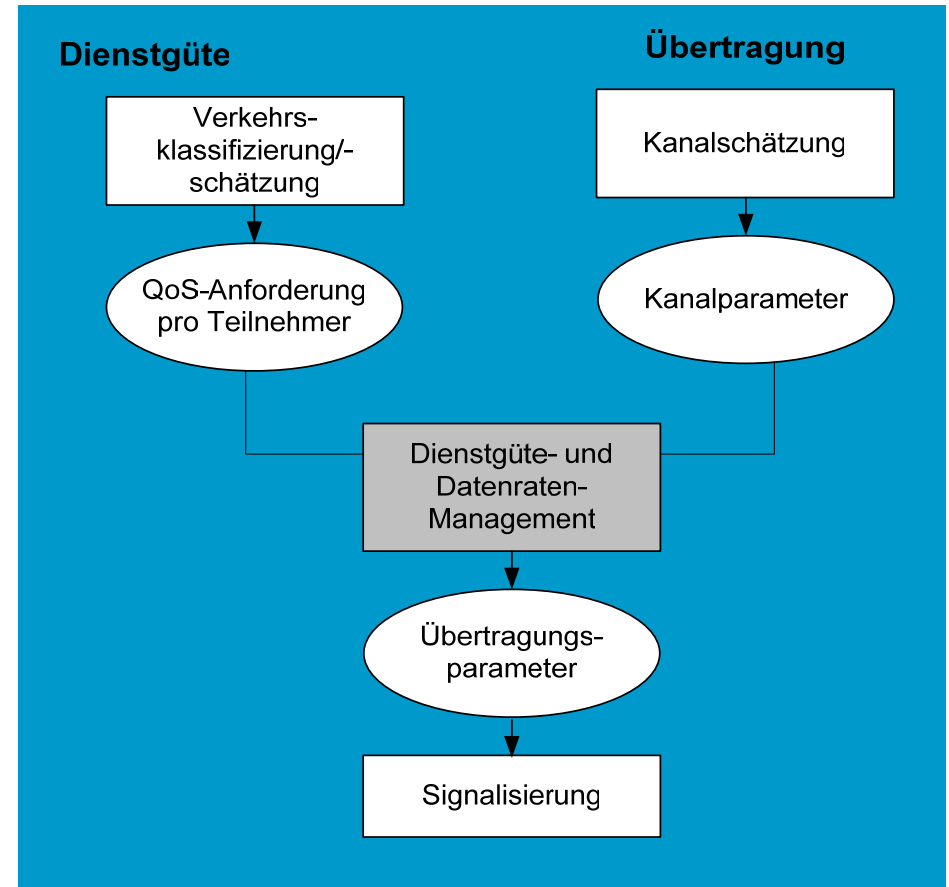 Dienstgüte
Übertragung
Verkehrs-
klassifizierung/-
schätzung
Kanalschätzung
QoS-Anforderung
pro Teilnehmer
Kanalparameter
Dienstgüte- und
Datenraten-
Management
Übertragungs-
parameter
Signalisierung